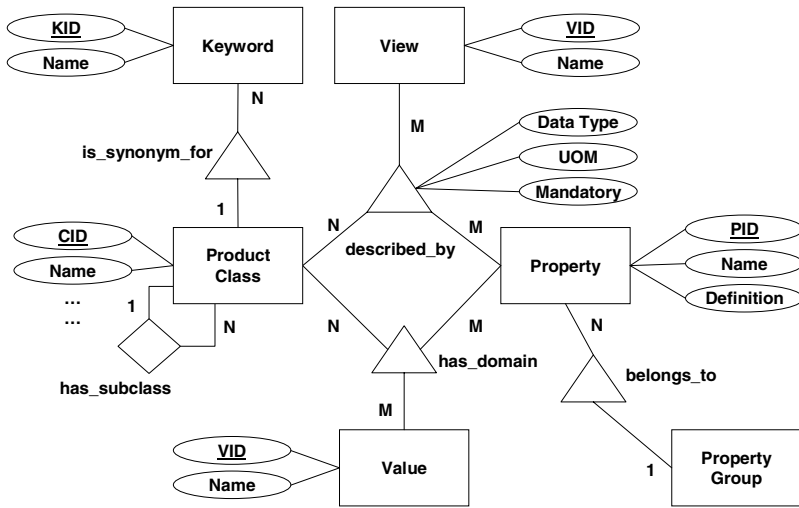 KID
Name
Keyword
N
is_synonym_for
1
View
M
VID
Name
Data Type
UOM
Mandatory
CID
Name
...
...
Product
Class
1
N
has_subclass
N
described_by
M
Property
PID
Name
Definition
N
M
has_domain
M
N
belongs_to
1
Property
Group
VID
Name
Value